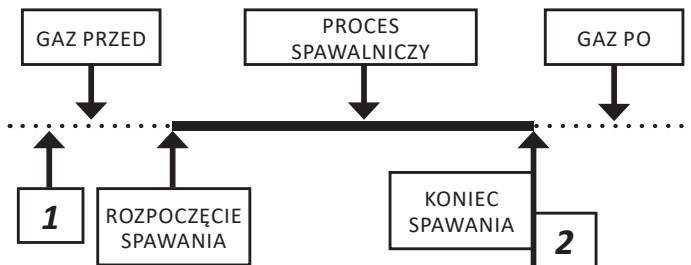 GAZ PRZED
PROCES
SPAWALNICZY
GAZ PO
1
ROZPOCZĘCIE
SPAWANIA
KONIEC
SPAWANIA
2